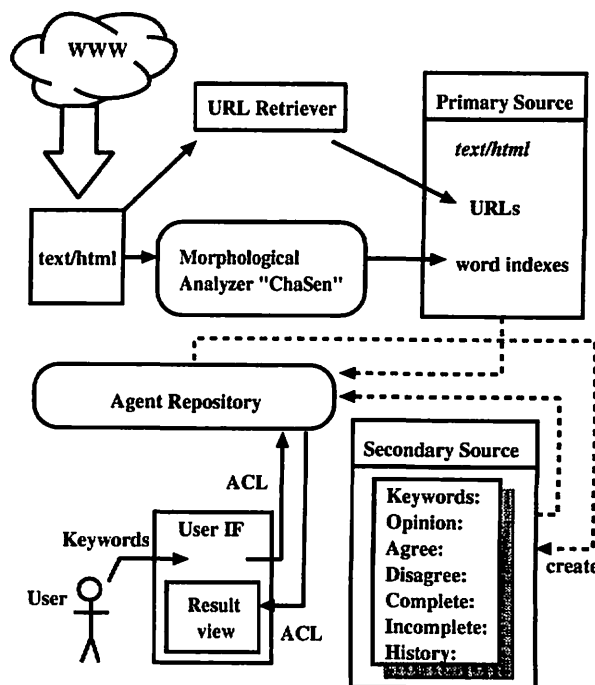 WWW
URL Retriever
Primary Source
text/html
URLs
word indexes
text/html
Morphological
Analyzer "ChaSen"
Agent Repository
Secondary Source
Keywords:
Opinion:
Agree:
Disagree:
Complete:
Incomplete:
History:
create
ACL
User IF
Keywords
User
Result
view
ACL